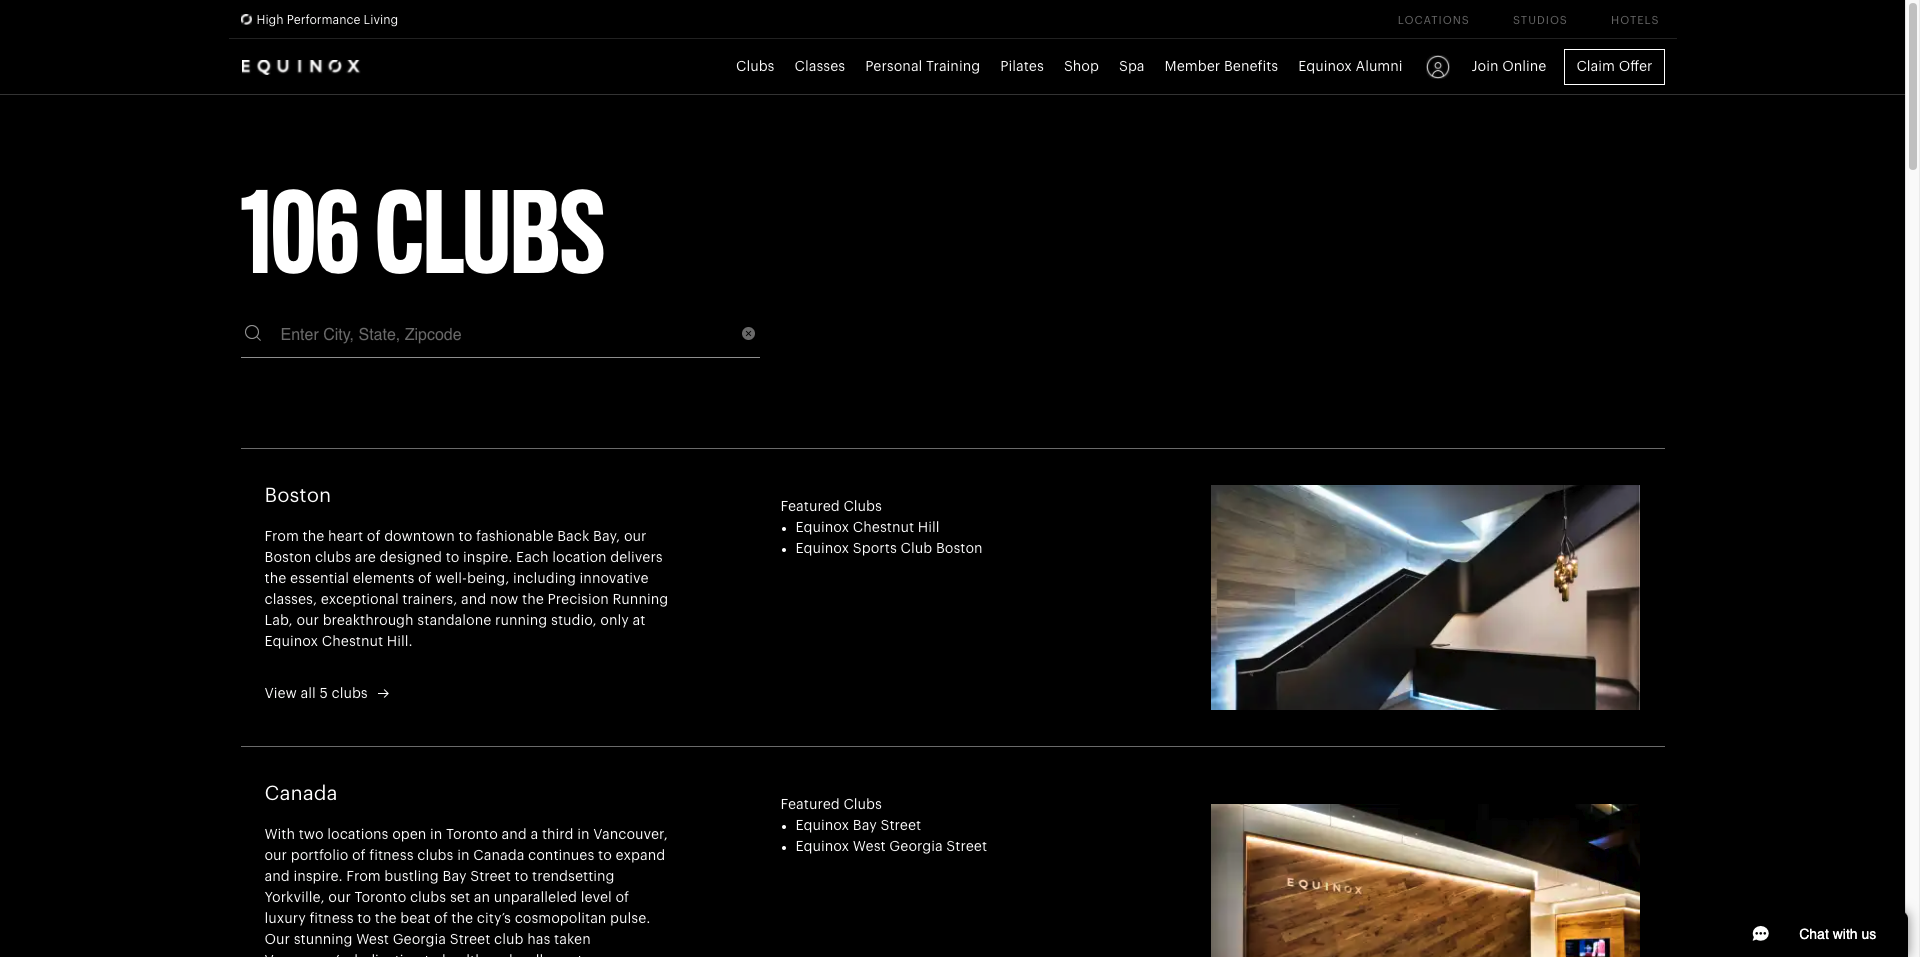 High Performance Living
LOCATIONS
STUDIOS
HOTELS
EQUINOX
Clubs
Classes
Personal Training
Pilates
Shop
Spa
Member Benefits
Equinox Alumni
Join Online
Claim Offer
106 CLUBS
Enter City, State, Zipcode
Boston
From the heart of downtown to fashionable Back Bay, our
Boston clubs are designed to inspire. Each location delivers
the essential elements of well-being, including innovative
classes, exceptional trainers, and now the Precision Running
Lab, our breakthrough standalone running studio, only at
Equinox Chestnut Hill.
View all 5 clubs →
Featured Clubs
• Equinox Chestnut Hill
• Equinox Sports Club Boston
Canada
With two locations open in Toronto and a third in Vancouver,
our portfolio of fitness clubs in Canada continues to expand
and inspire. From bustling Bay Street to trendsetting
Yorkville, our Toronto clubs set an unparalleled level of
luxury fitness to the beat of the city’s cosmopolitan pulse.
Our stunning West Georgia Street club has taken
Featured Clubs
• Equinox Bay Street
• Equinox West Georgia Street
EQUINOX
Chat with us